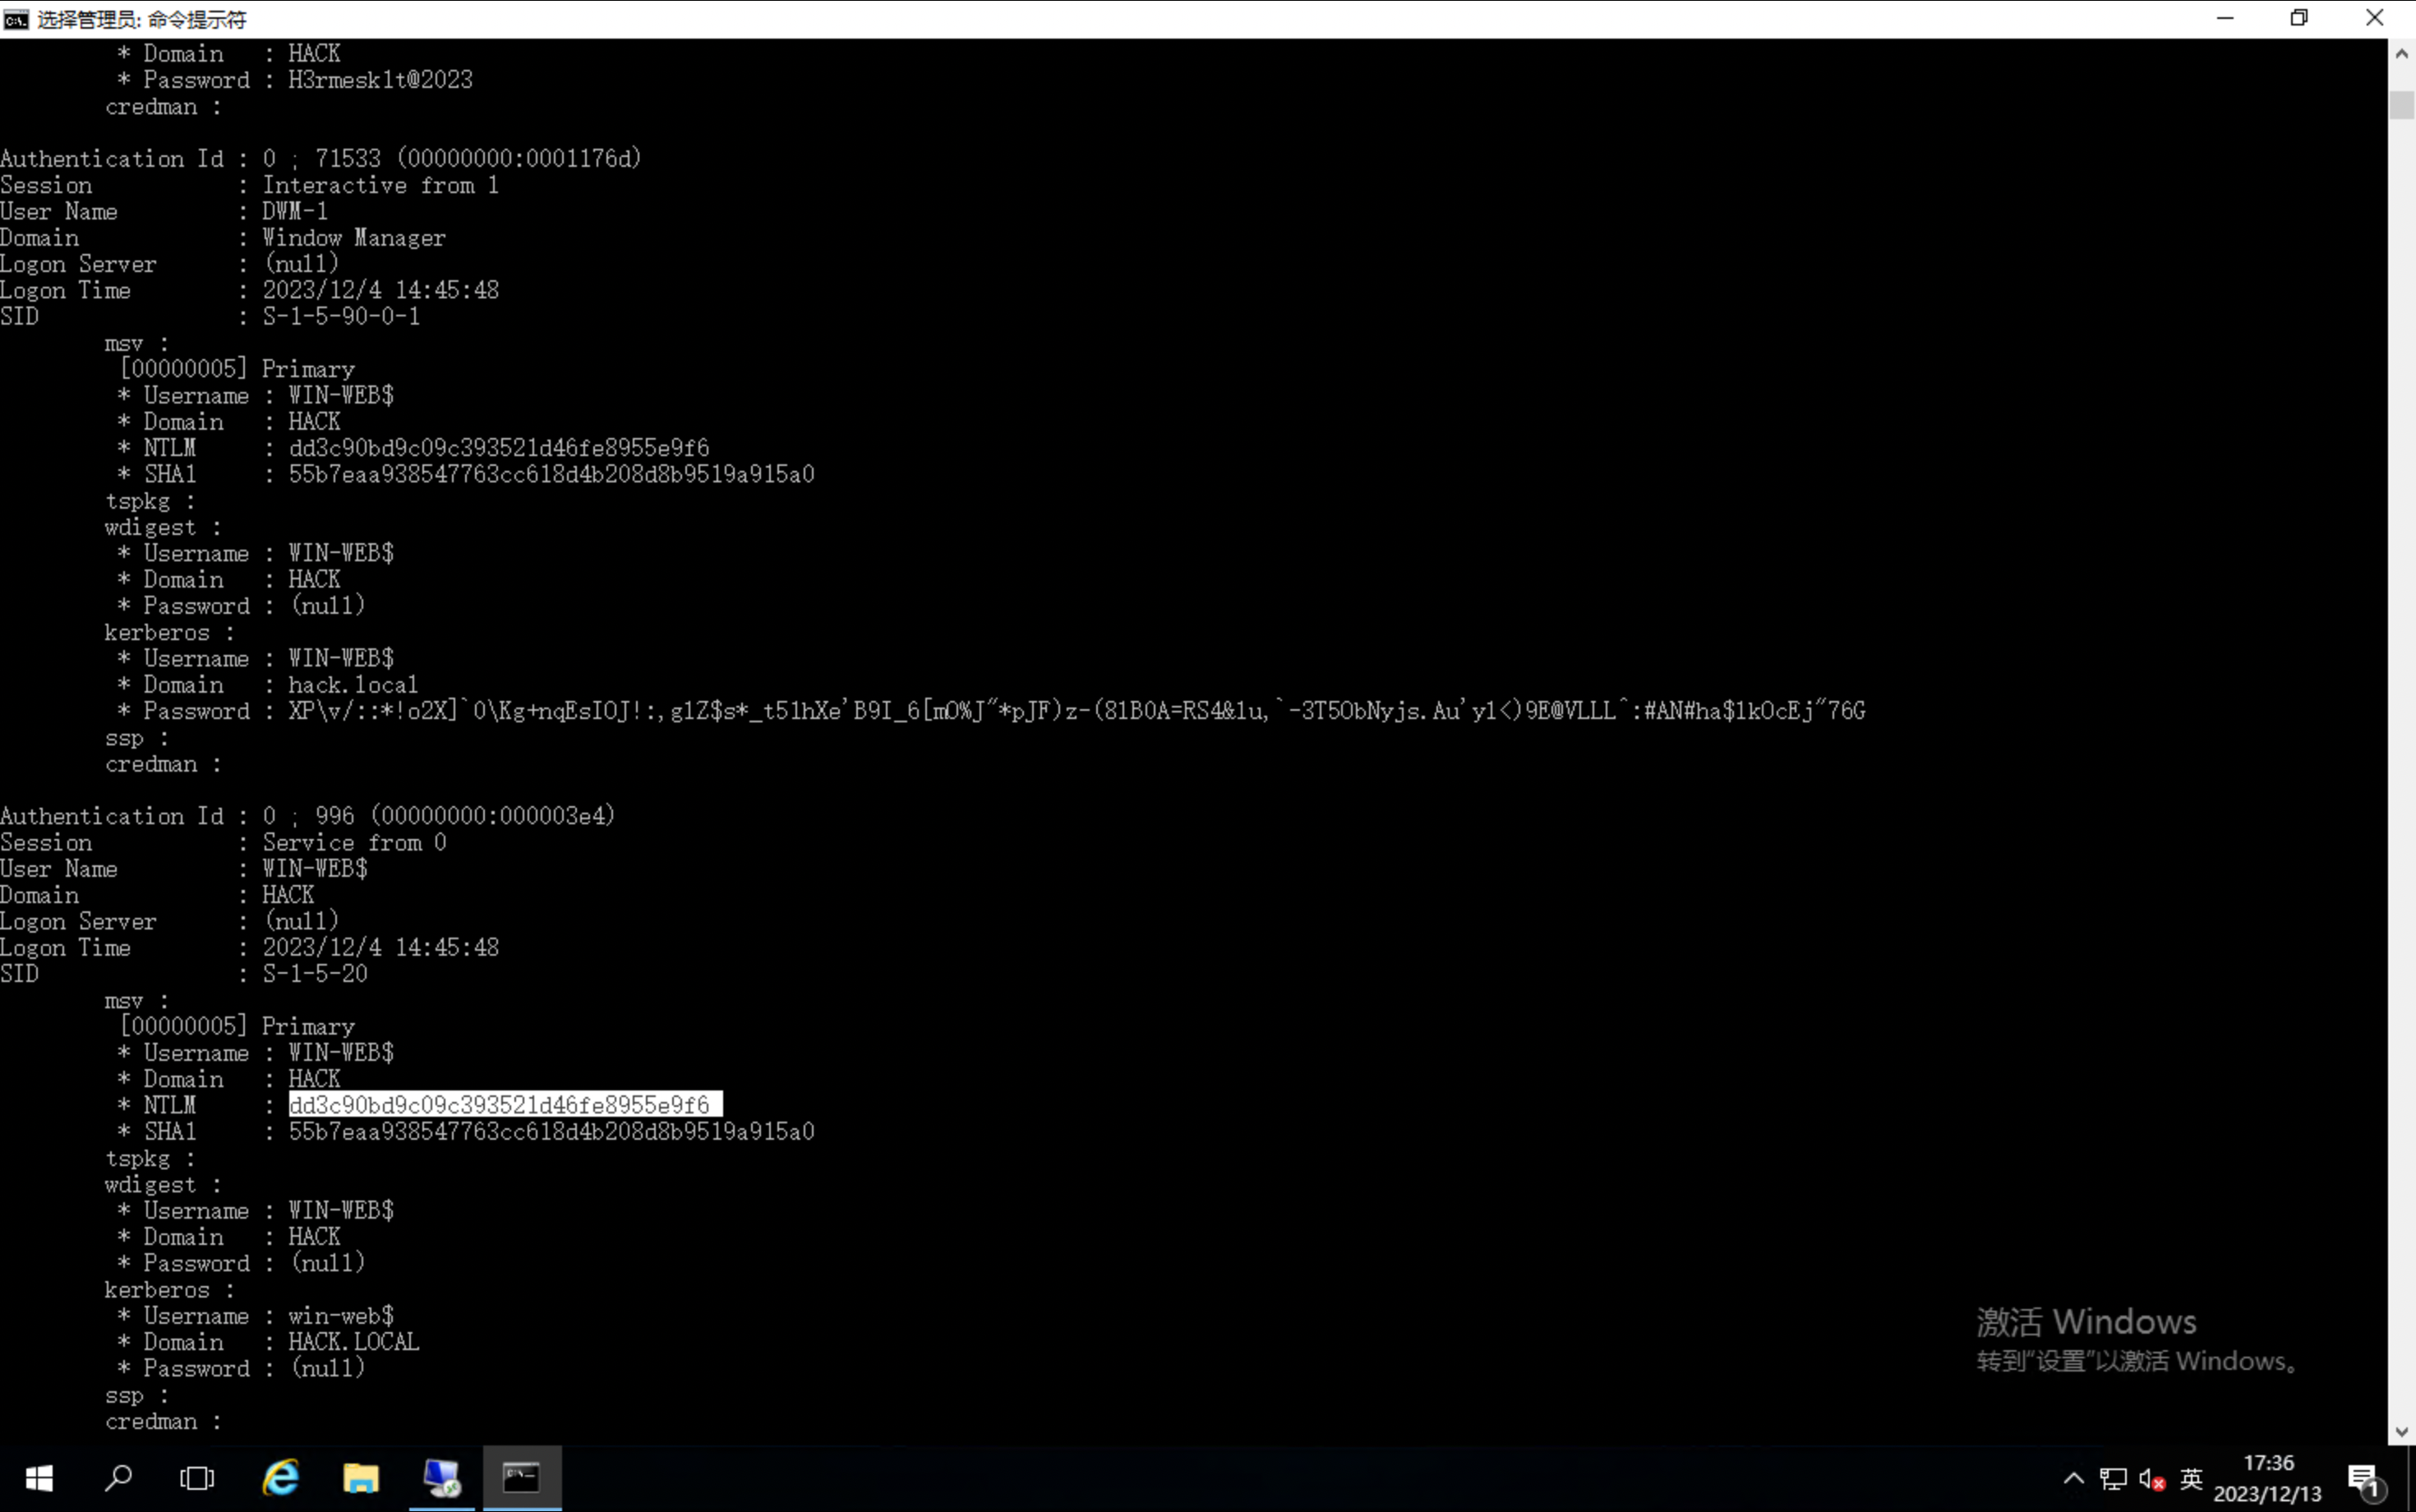 选择管理员: 命令提示符
* Domain : HACK
* Password : H3rmesk1t@2023
credman :
Authentication Id : 0 ; 71533 (00000000:0001176d)
Session : Interactive from 1
User Name : DWM-1
Domain : Window Manager
Logon Server : (null)
Logon Time : 2023/12/4 14:45:48
SID : S-1-5-90-0-1
msv :
[00000005] Primary
* Username : WIN-WEB$
* Domain : HACK
* NTLM : dd3c90bd9c09c393521d46fe8955e9f6
* SHA1 : 55b7eaa938547763cc618d4b208d8b9519a915a0
tspkg :
wdigest :
* Username : WIN-WEB$
* Domain : HACK
* Password : (null)
kerberos :
* Username : WIN-WEB$
* Domain : hack.local
* Password : XP\v/::*!o2X]`0\Kg+nqEsIOJ!:,glZ$s*_t51hXe'B9I_6[mO%J"*pJF)z-(81B0A=RS4&1u,`-3T5ObNyjs.Au'yl<)9E@VLLL^:#AN#ha$1kOcEj"76G
ssp :
credman :
Authentication Id : 0 ; 996 (00000000:000003e4)
Session : Service from 0
User Name : WIN-WEB$
Domain : HACK
Logon Server : (null)
Logon Time : 2023/12/4 14:45:48
SID : S-1-5-20
msv :
[00000005] Primary
* Username : WIN-WEB$
* Domain : HACK
* NTLM : dd3c90bd9c09c393521d46fe8955e9f6
* SHA1 : 55b7eaa938547763cc618d4b208d8b9519a915a0
tspkg :
wdigest :
* Username : WIN-WEB$
* Domain : HACK
* Password : (null)
kerberos :
* Username : win-web$
* Domain : HACK.LOCAL
* Password : (null)
ssp :
credman :
激活 Windows
转到"设置"以激活 Windows。
英
17:36
2023/12/13
1